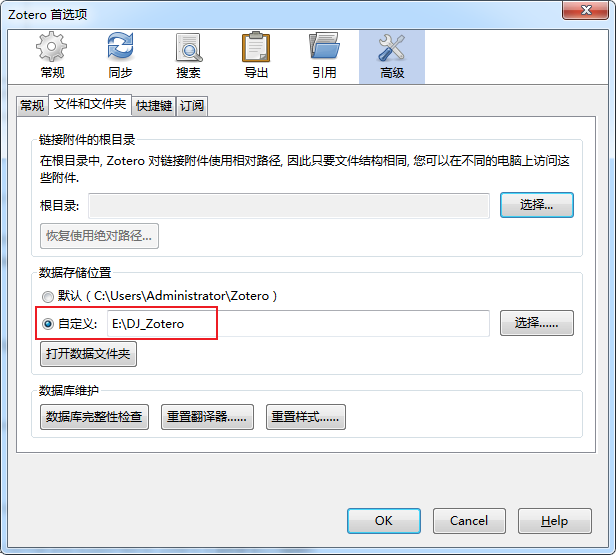 Zotero 首选项
常规 同步 搜索 导出 引用 高级
常规 文件和文件夹 快捷键 订阅
链接附件的根目录
在根目录中, Zotero 对链接附件使用相对路径, 因此只要文件结构相同, 您可以在不同的电脑上访问这
些附件.
根目录: 选择...
恢复使用绝对路径...
数据存储位置
默认 ( C:\Users\Administrator\Zotero )
自定义: E:\DJ_Zotero 选择......
打开数据文件夹
数据库维护
数据库完整性检查 重置翻译器...... 重置样式......
OK Cancel Help